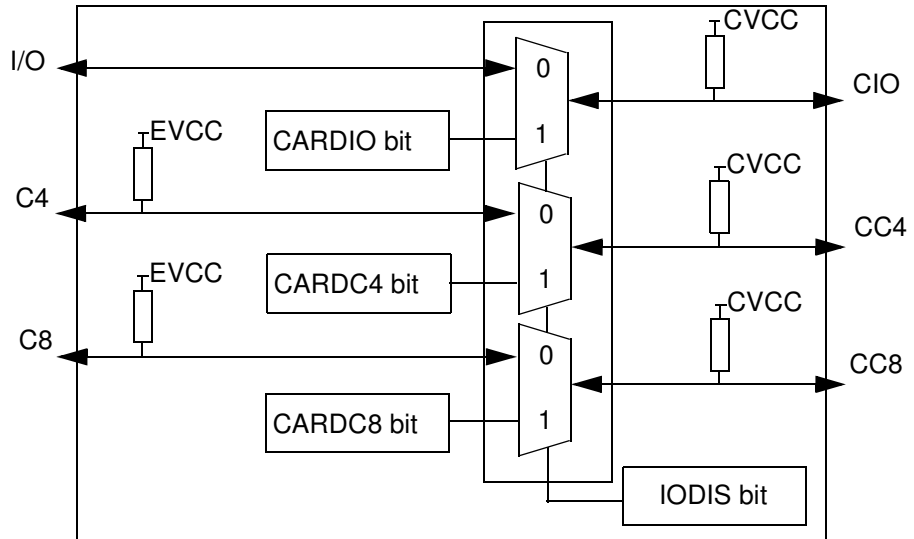 CVCC
I/O
0
CIO
CARDIO bit
1
EVCC
CVCC
C4
0
CC4
CARDC4 bit
1
EVCC
CVCC
C8
0
CC8
CARDC8 bit
1
IODIS bit